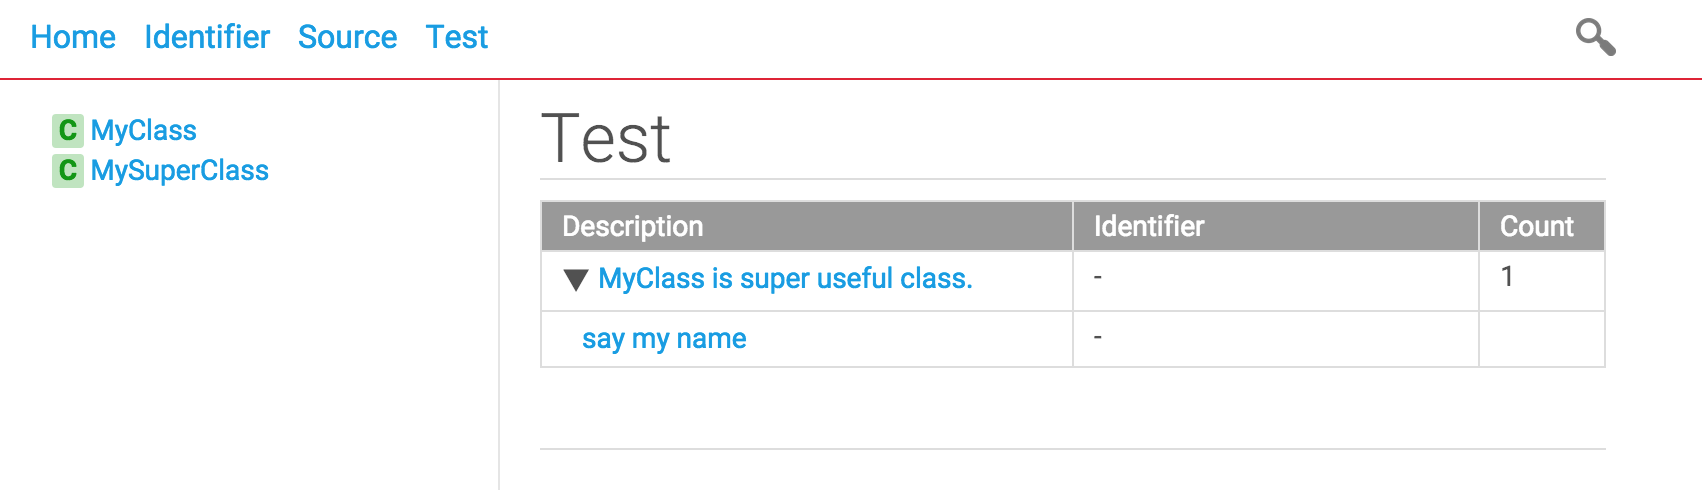 Home Identifier Source Test
C MyClass
C MySuperClass
Test
Description Identifier Count
MyClass is super useful class. - 1
say my name -